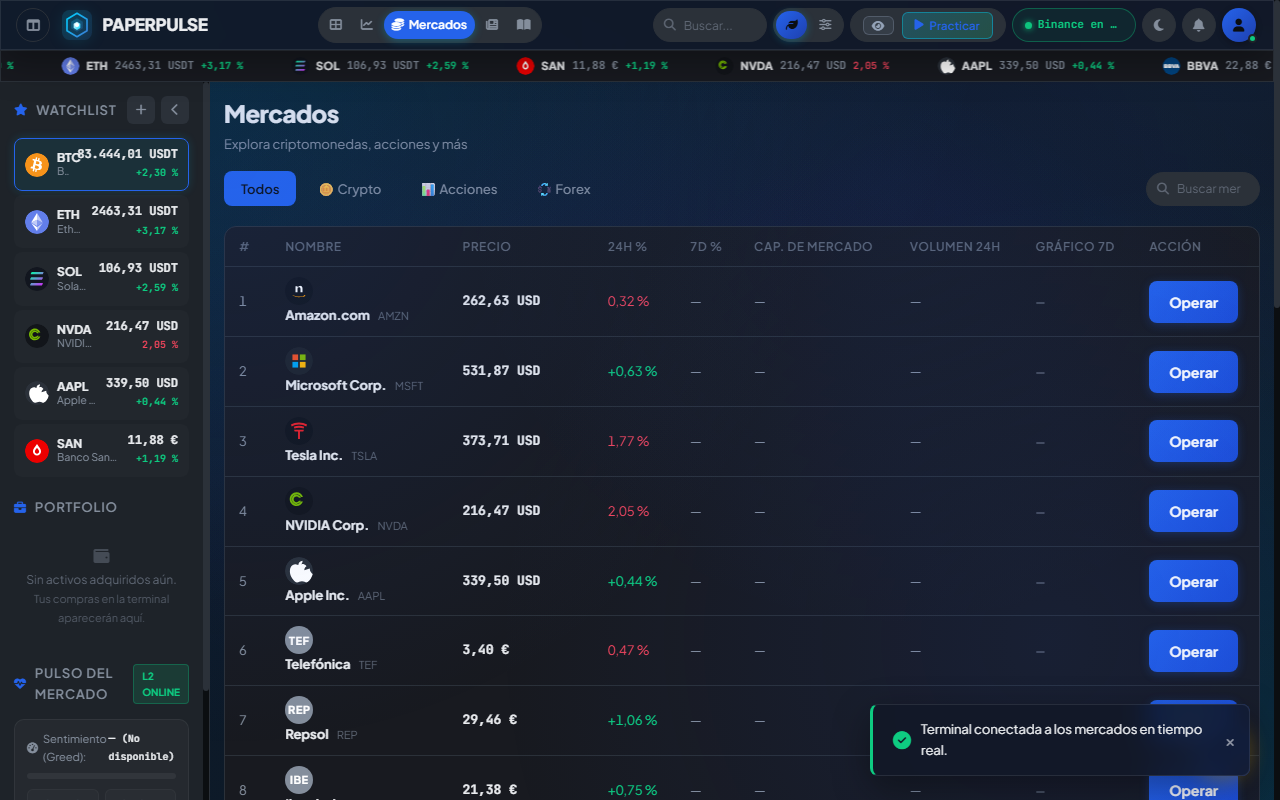 PAPERPULSE
Mercados
Buscar...
Practicar
Binance en ...
%
ETH 2463,31 USDT +3,17 %
SOL 106,93 USDT +2,59 %
SAN 11,88 € +1,19 %
NVDA 216,47 USD 2,05 %
AAPL 339,50 USD +0,44 %
BBVA 22,88 €
WATCHLIST
BTC 83.444,01 USDT
B.. +2,30 %
ETH 2463,31 USDT
Eth... +3,17 %
SOL 106,93 USDT
Sola... +2,59 %
NVDA 216,47 USD
NVIDI... 2,05 %
AAPL 339,50 USD
Apple ... +0,44 %
SAN 11,88 €
Banco San... +1,19 %
PORTFOLIO
Sin activos adquiridos aún.
Tus compras en la terminal
aparecerán aquí.
PULSO DEL
MERCADO
L2
ONLINE
Sentimiento
(Greed):
— (No
disponible)
Mercados
Explora criptomonedas, acciones y más
Todos
Crypto
Acciones
Forex
Buscar mer
# NOMBRE PRECIO 24H % 7D % CAP. DE MERCADO VOLUMEN 24H GRÁFICO 7D ACCIÓN
1 Amazon.com AMZN 262,63 USD 0,32 % — — — — Operar
2 Microsoft Corp. MSFT 531,87 USD +0,63 % — — — — Operar
3 Tesla Inc. TSLA 373,71 USD 1,77 % — — — — Operar
4 NVIDIA Corp. NVDA 216,47 USD 2,05 % — — — — Operar
5 Apple Inc. AAPL 339,50 USD +0,44 % — — — — Operar
6 TEF Telefónica TEF 3,40 € 0,47 % — — — — Operar
7 REP Repsol REP 29,46 € +1,06 % — —
8 IBE 21,38 € +0,75 % — — — — Operar
Terminal conectada a los mercados en tiempo
real.
×